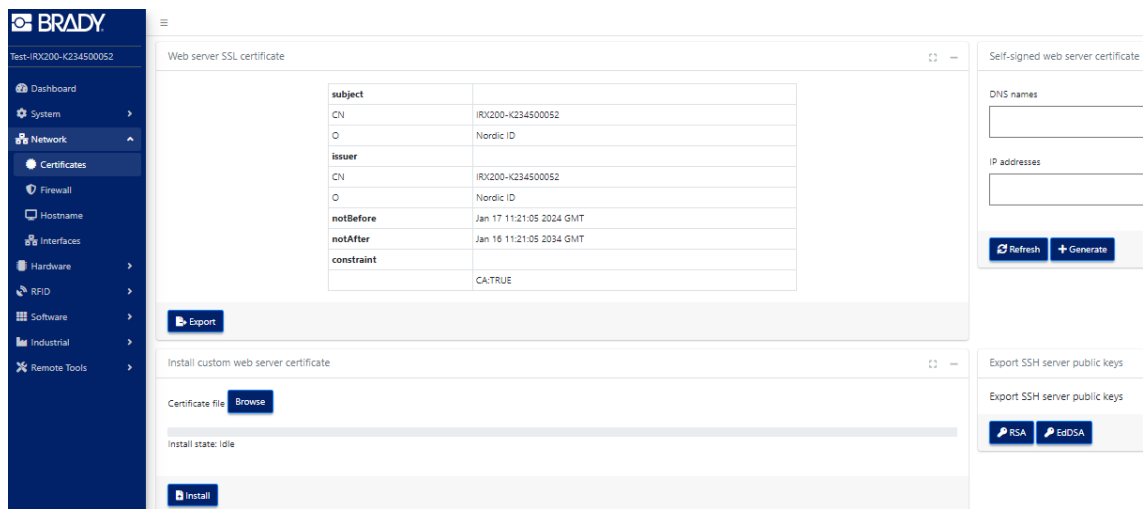 BRADY.
Test-IRX200-K234500052
Dashboard
System
Network
Certificates
Firewall
Hostname
Interfaces
Hardware
RFID
Software
Industrial
Remote Tools
Web server SSL certificate
subject
CN IRX200-K234500052
O Nordic ID
issuer
CN IRX200-K234500052
O Nordic ID
notBefore Jan 17 11:21:05 2024 GMT
notAfter Jan 16 11:21:05 2034 GMT
constraint
CA:TRUE
Export
Install custom web server certificate
Certificate file Browse
Install state: Idle
Install
Self-signed web server certificate
DNS names
IP addresses
Refresh Generate
Export SSH server public keys
Export SSH server public keys
RSA EdDSA